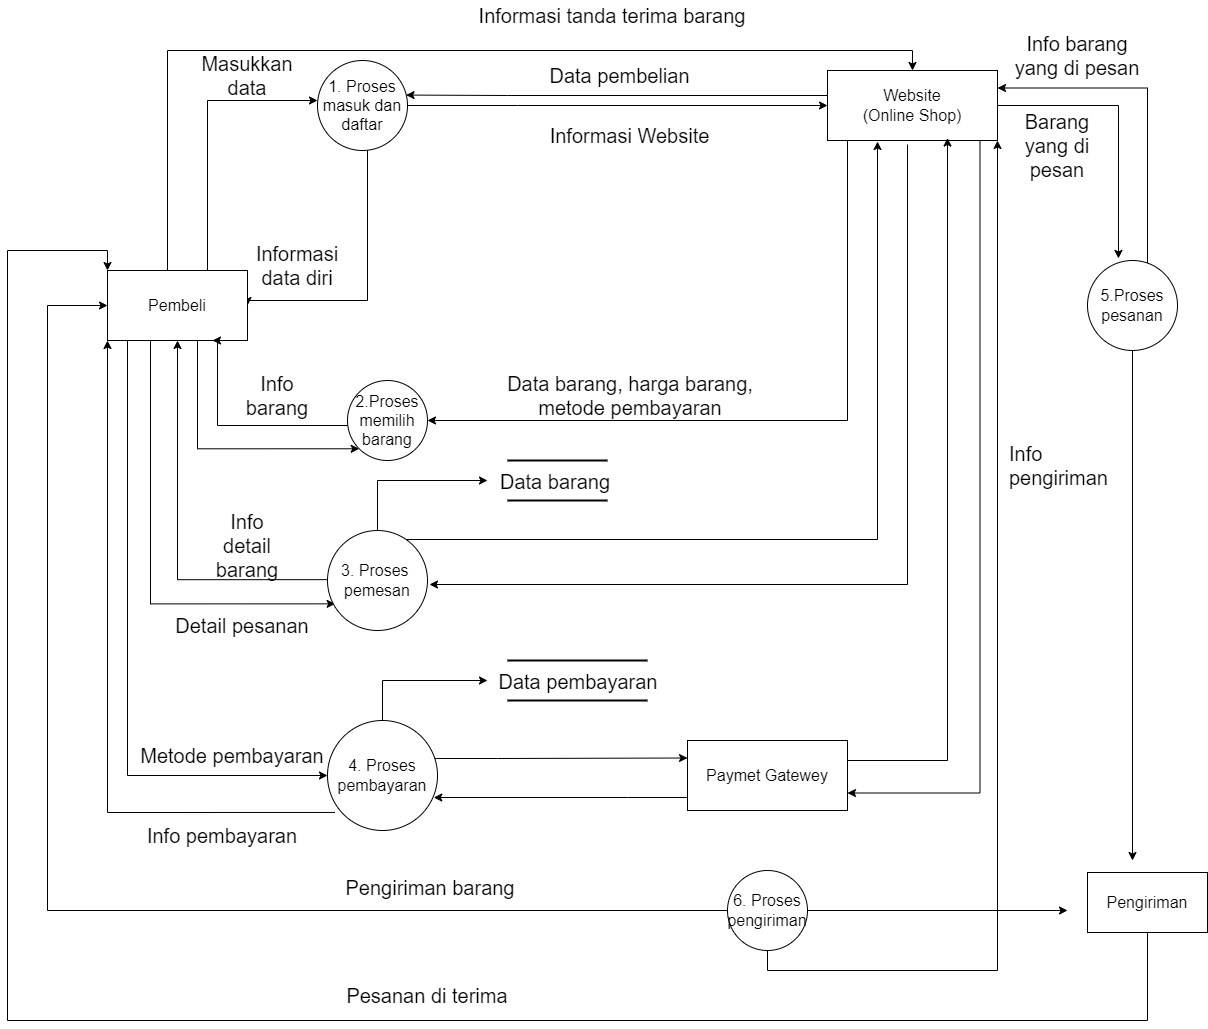 Informasi tanda terima barang
Masukkan
data
1. Proses
masuk dan
daftar
Data pembelian
Informasi Website
Website
(Online Shop)
Info barang
yang di pesan
Barang
yang di
pesan
Informasi
data diri
Pembeli
5.Proses
pesanan
Info
barang
2.Proses
memilih
barang
Data barang, harga barang,
metode pembayaran
Info
pengiriman
Data barang
Info
detail
barang
3. Proses
pemesan
Detail pesanan
Data pembayaran
Metode pembayaran
4. Proses
pembayaran
Paymet Gatewey
Info pembayaran
Pengiriman barang
6. Proses
pengiriman
Pengiriman
Pesanan di terima